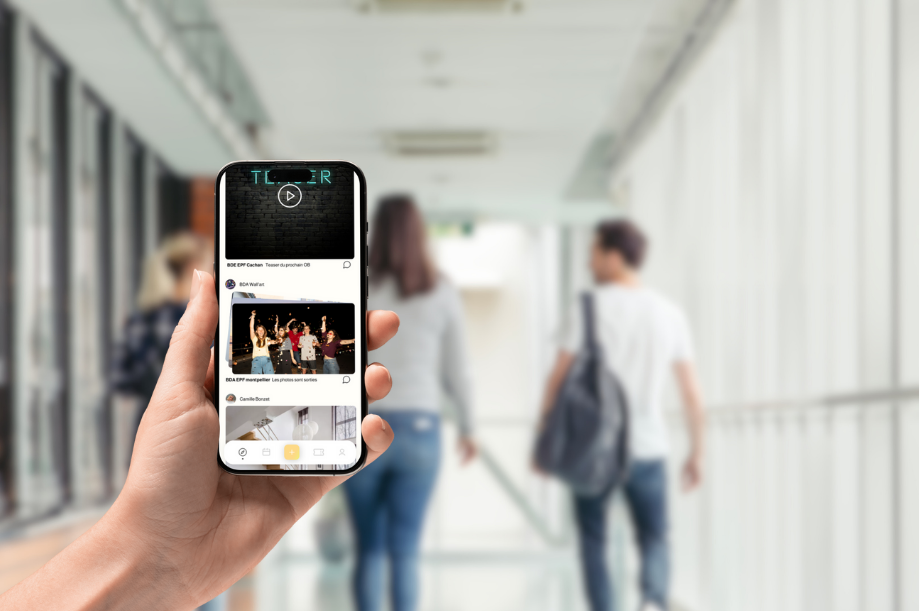 TEASER
BDE EPF Cachan Teaser du prochain OB
BDA Walt'art
BDA EPF montpellier Les photos sont sorties
Camille Bonzat